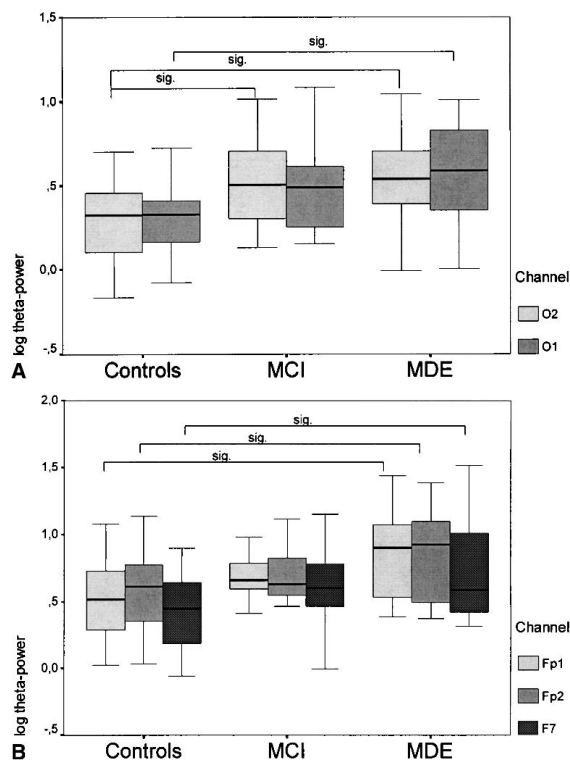 1,5
sig.
sig.
sig.
1,0
,5
0,0
-,5
log theta-power
Channel
O2
O1
A
Controls MCI MDE
2,0
sig.
sig.
sig.
1,5
1,0
,5
0,0
-,5
log theta-power
Channel
Fp1
Fp2
F7
B
Controls MCI MDE